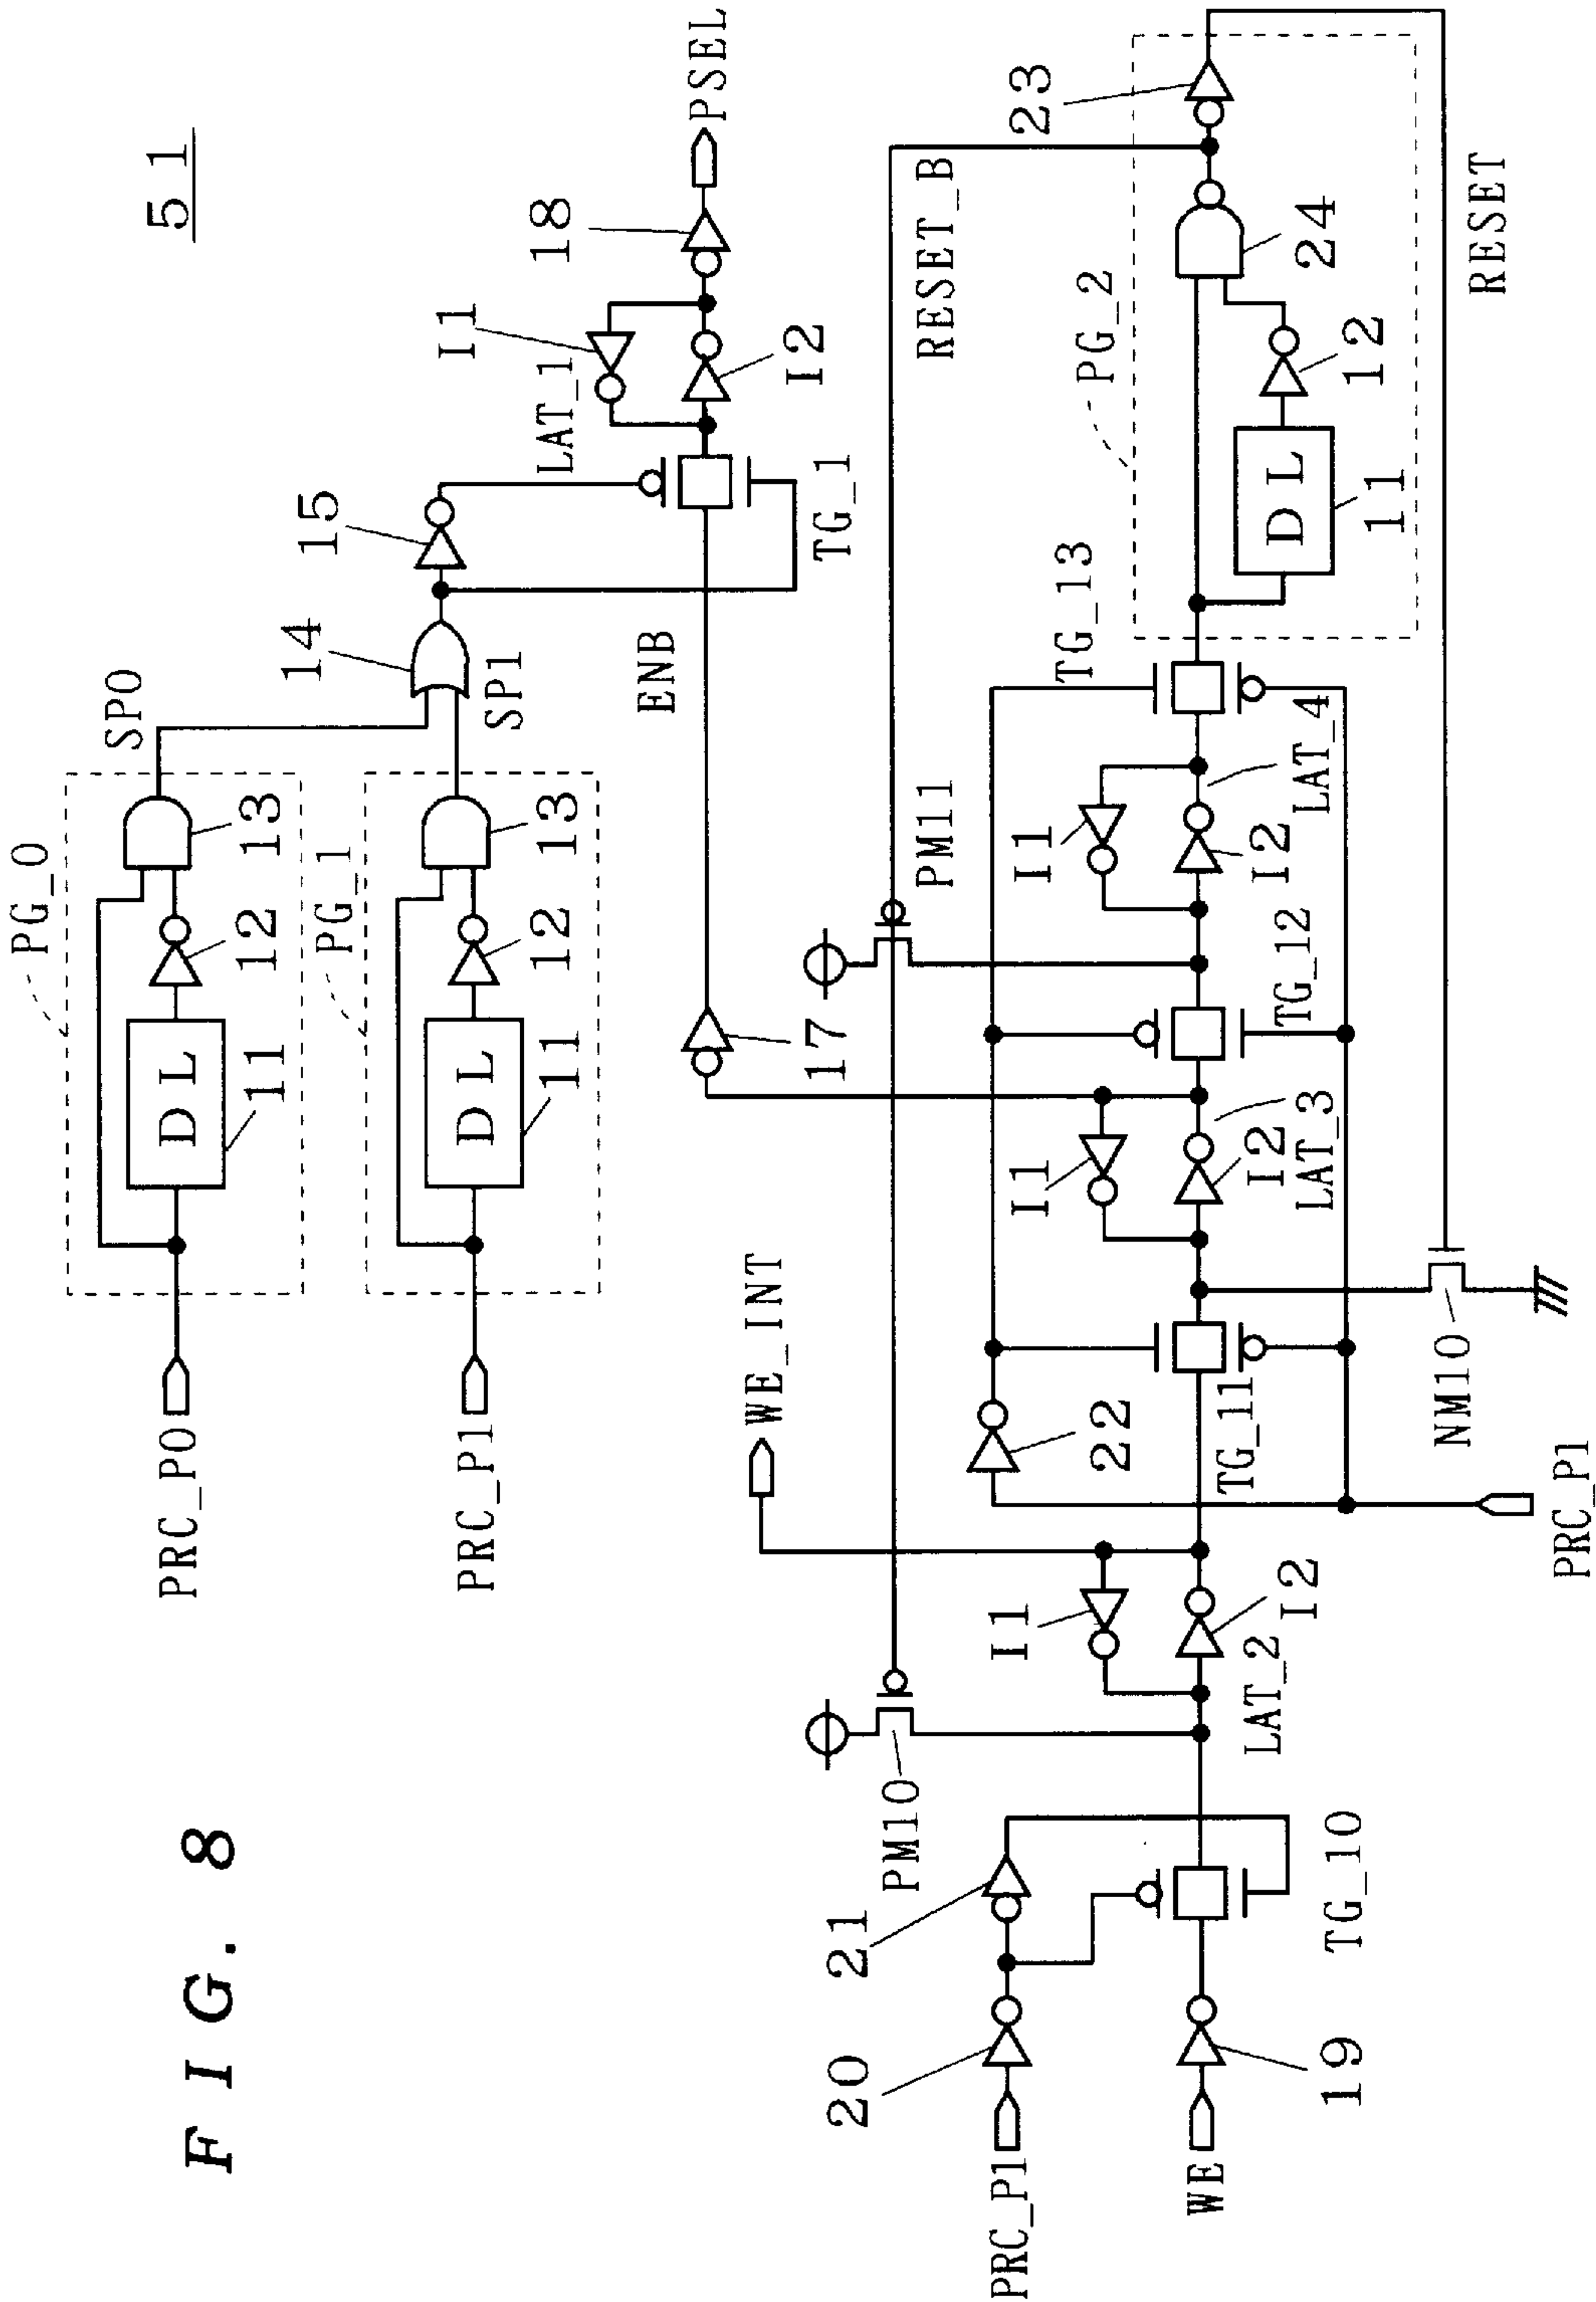 FIG. 8
51
PRC_P0
PG_0
DL
11
12
13
SP0
PRC_P1
PG_1
DL
11
12
13
SP1
14
15
ENB
TG_1
LAT_1
I1
I2
18
PSEL
17
WE_INT
PRC_P1
20
21
WE
19
TG_10
PM10
LAT_2
I1
I2
22
TG_11
PRC_P1
NM10
I1
I2
LAT_3
TG_12
PM11
I1
I2
LAT_4
TG_13
RESET_B
PG_2
DL
11
12
24
23
RESET